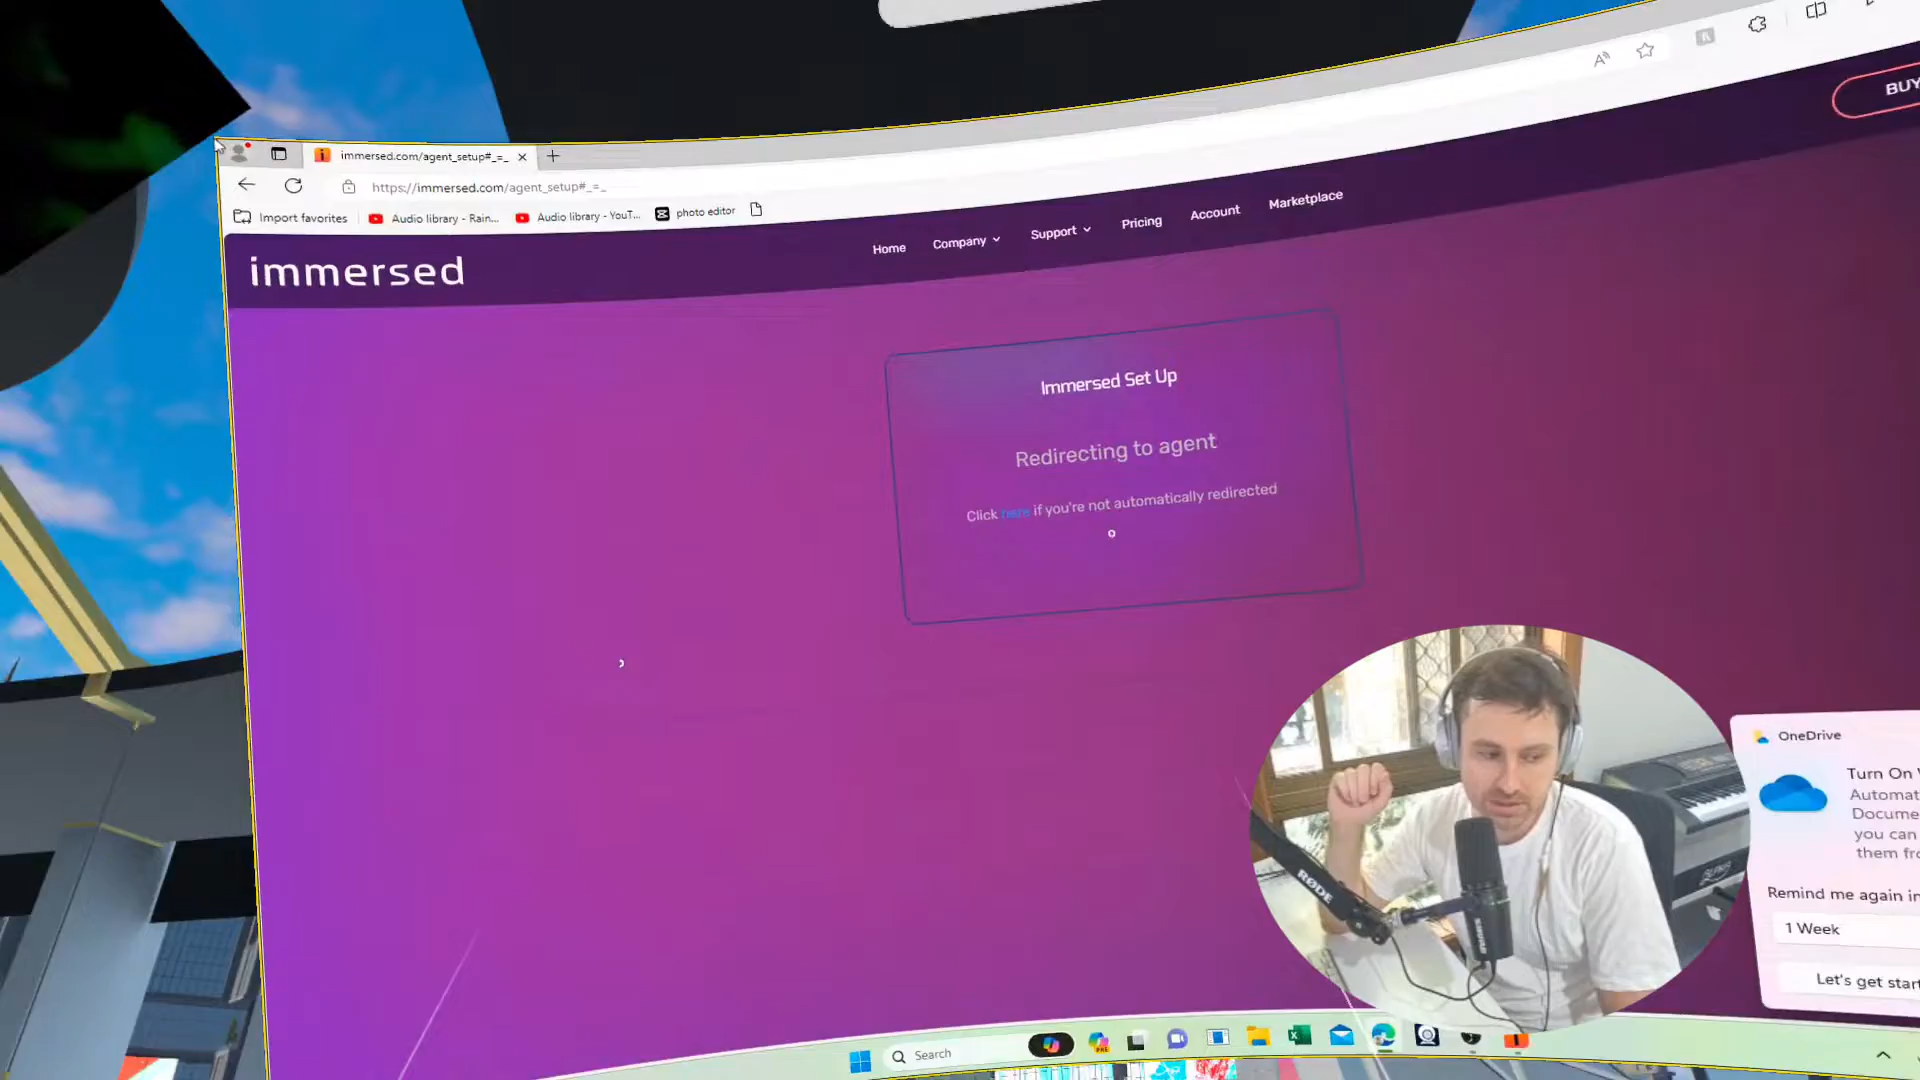 immersed.com/agent_setup#_=_
https://immersed.com/agent_setup#_=_
Import favorites
Audio library - Rain...
Audio library - YouT...
photo editor
immersed
Home
Company
Support
Pricing
Account
Marketplace
BUY
Immersed Set Up
Redirecting to agent
Click here if you're not automatically redirected
OneDrive
Turn On
Automat
Docume
you can
them fro
Remind me again in
1 Week
Let's get start
RØDE
SHURE
Search